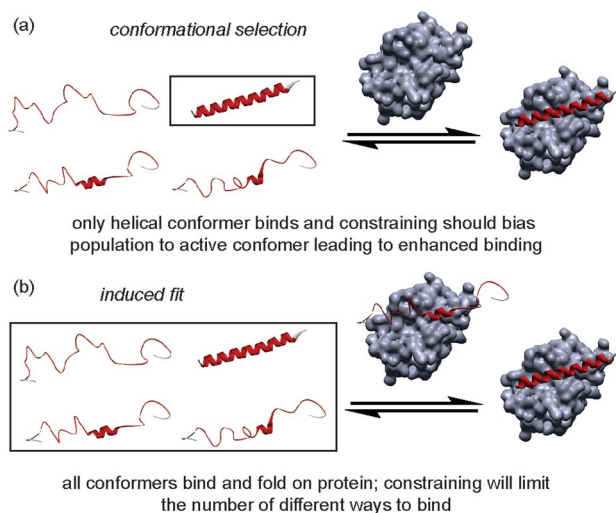 (a)
conformational selection
only helical conformer binds and constraining should bias
population to active confomer leading to enhanced binding
(b)
induced fit
all conformers bind and fold on protein; constraining will limit
the number of different ways to bind